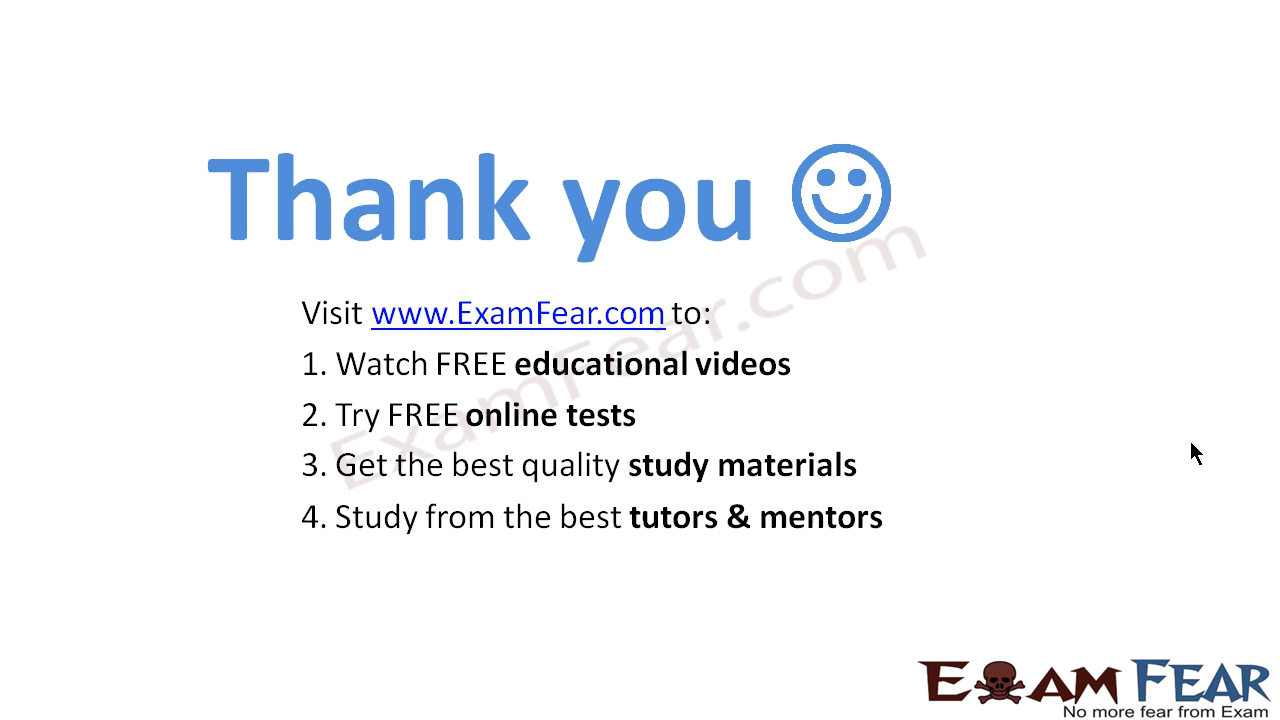 Thank you ☺
Visit www.ExamFear.com to:
1. Watch FREE educational videos
2. Try FREE online tests
3. Get the best quality study materials
4. Study from the best tutors & mentors
ExamFear.com
EXAM FEAR
No more fear from Exam